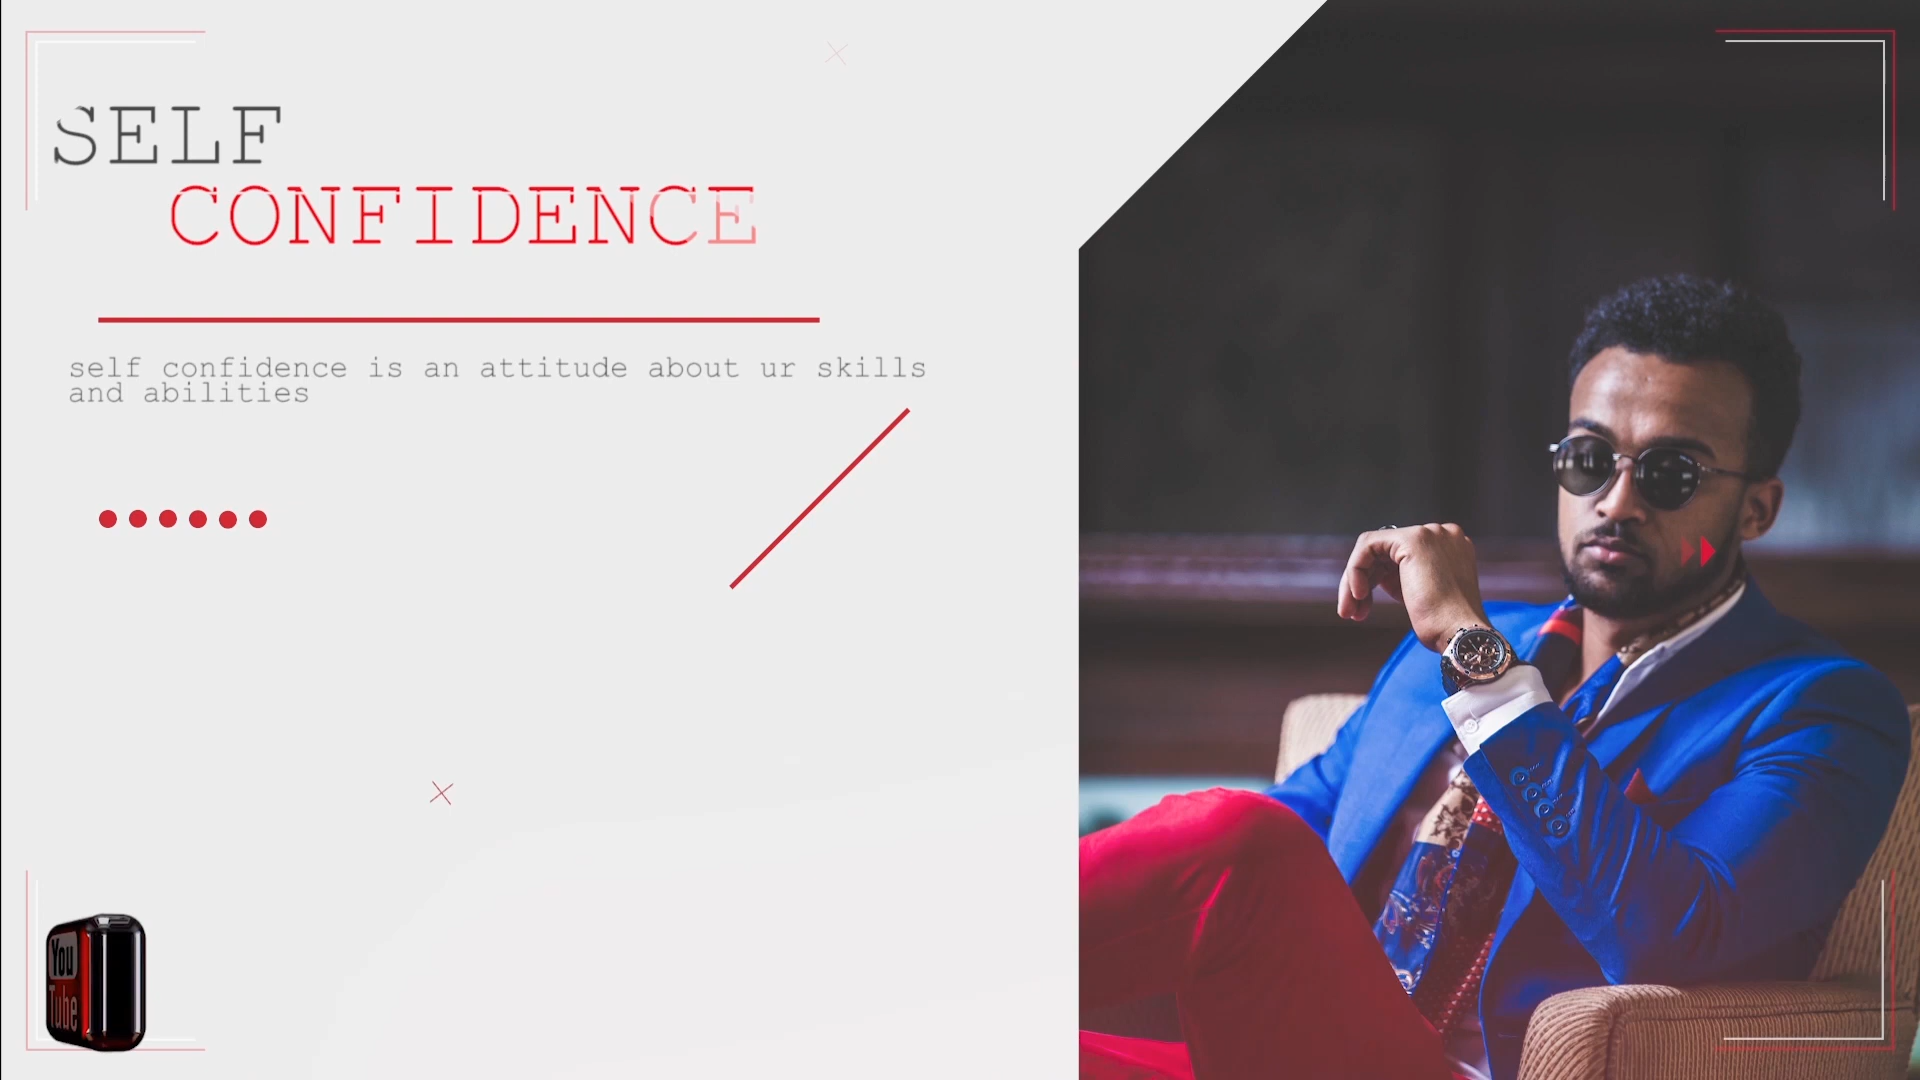 SELF
CONFIDENCE
self confidence is an attitude about ur skills
and abilities
You
Tube